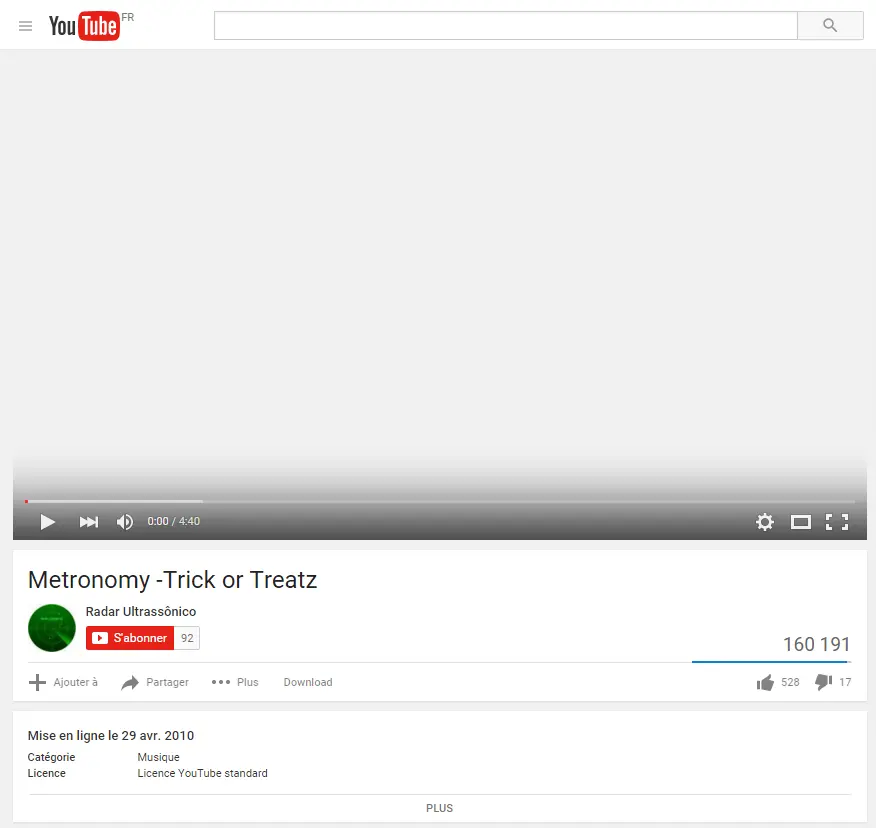 YouTube FR
0:00 / 4:40
Metronomy -Trick or Treatz
Radar Ultrassônico
S'abonner 92
160 191
Ajouter à Partager Plus Download 528 17
Mise en ligne le 29 avr. 2010
Catégorie Musique
Licence Licence YouTube standard
PLUS